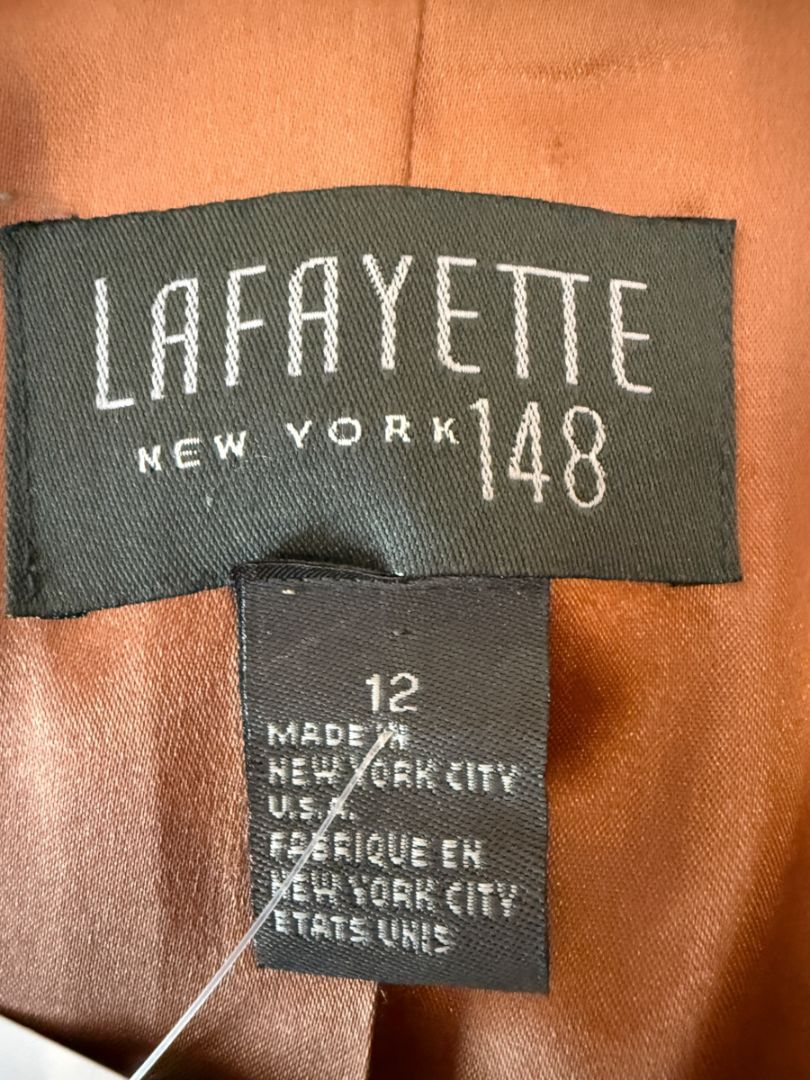 LAFAYETTE
NEW YORK 148
12
MADE IN
NEW YORK CITY
U.S.A.
FABRIQUE EN
NEW YORK CITY
ETATS UNIS